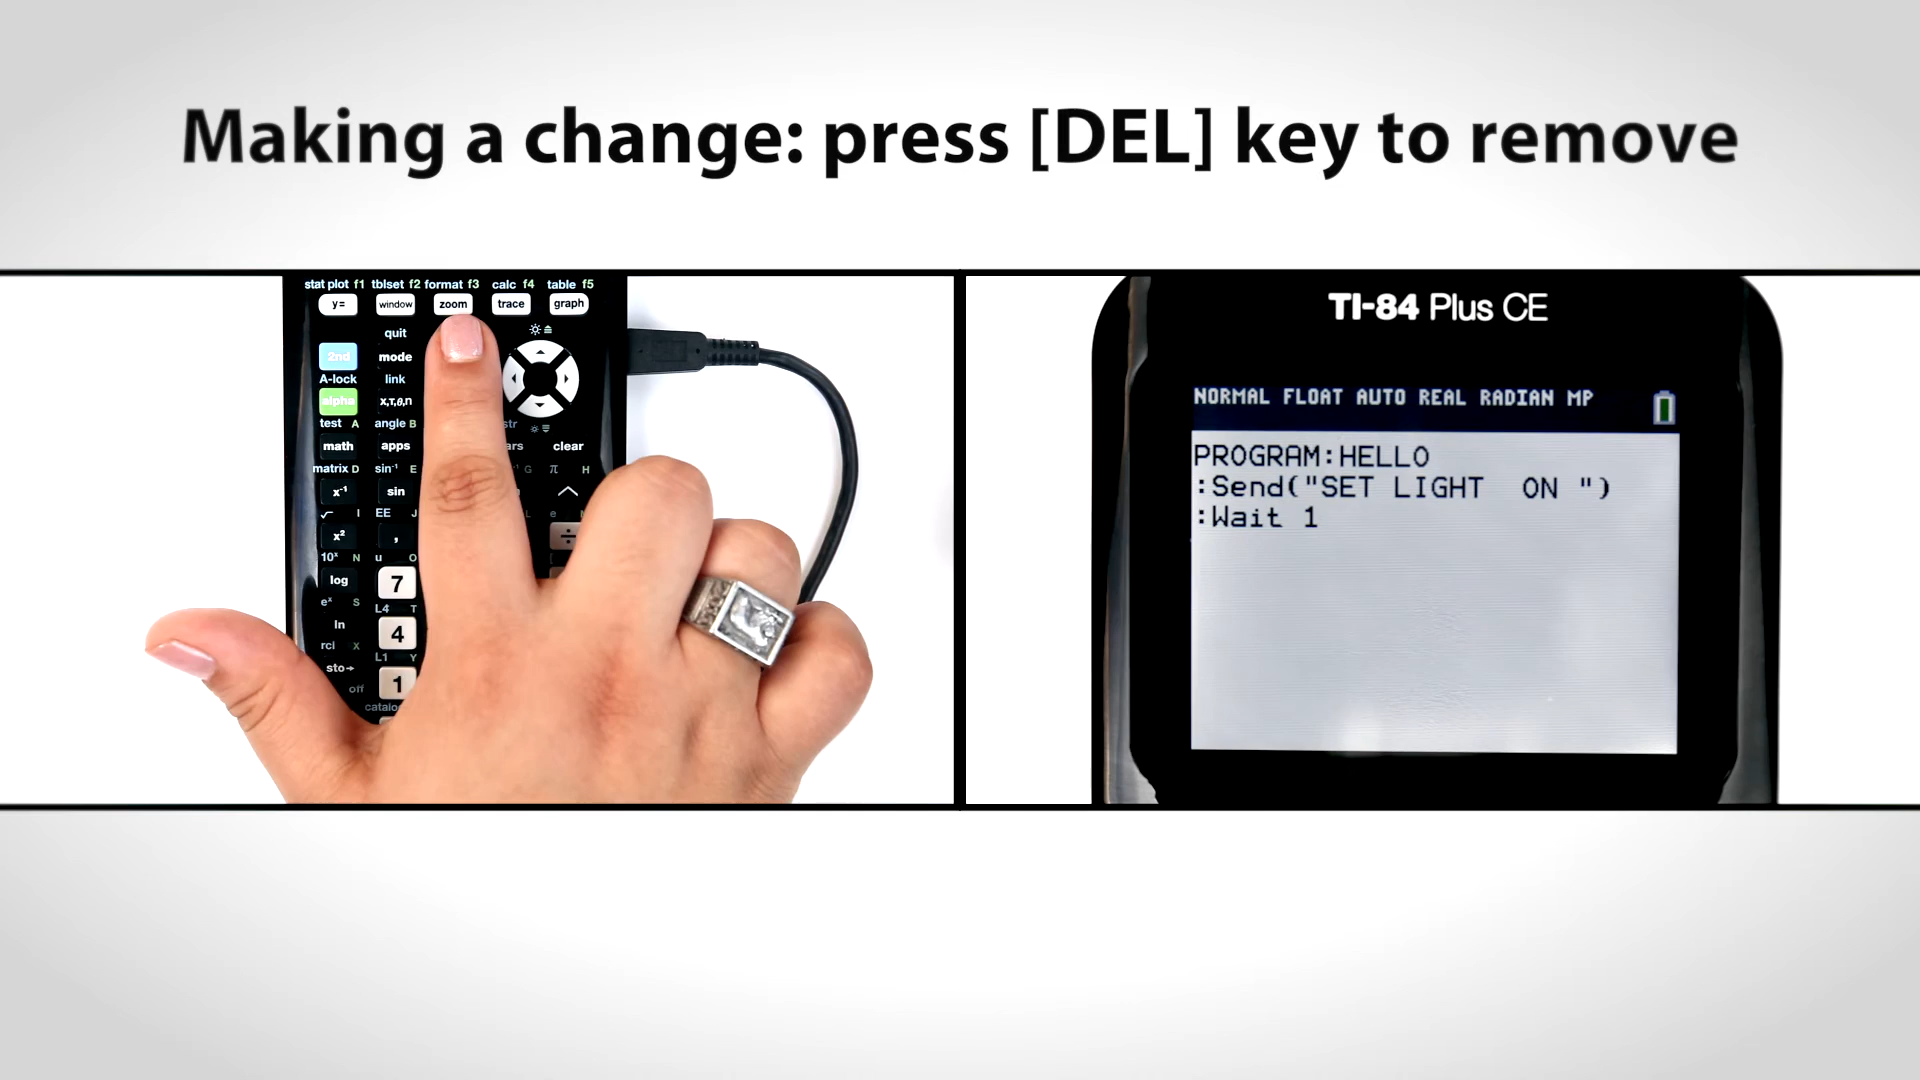 Making a change: press [DEL] key to remove
stat plot f1 tblset f2 format f3 calc f4 table f5
y= window zoom trace graph
quit
2nd mode
A-lock link
alpha x,T,θ,n
test A angle B str
math apps ars clear
matrix D sin⁻¹ E G π H
x⁻¹ sin
√ I EE J L e
x² , ÷
10ˣ N u O
log 7
eˣ S L4 T
ln 4
rcl X L1 Y
sto→ 1
off
catalo
TI-84 Plus CE
NORMAL FLOAT AUTO REAL RADIAN MP
PROGRAM:HELLO
:Send("SET LIGHT  ON ")
:Wait 1